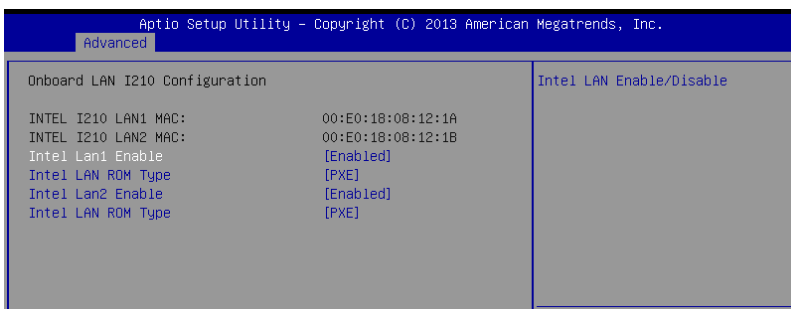 Aptio Setup Utility – Copyright (C) 2013 American Megatrends, Inc.
Advanced
Onboard LAN I210 Configuration
Intel LAN Enable/Disable
INTEL I210 LAN1 MAC: 00:E0:18:08:12:1A
INTEL I210 LAN2 MAC: 00:E0:18:08:12:1B
Intel Lan1 Enable [Enabled]
Intel LAN ROM Type [PXE]
Intel Lan2 Enable [Enabled]
Intel LAN ROM Type [PXE]